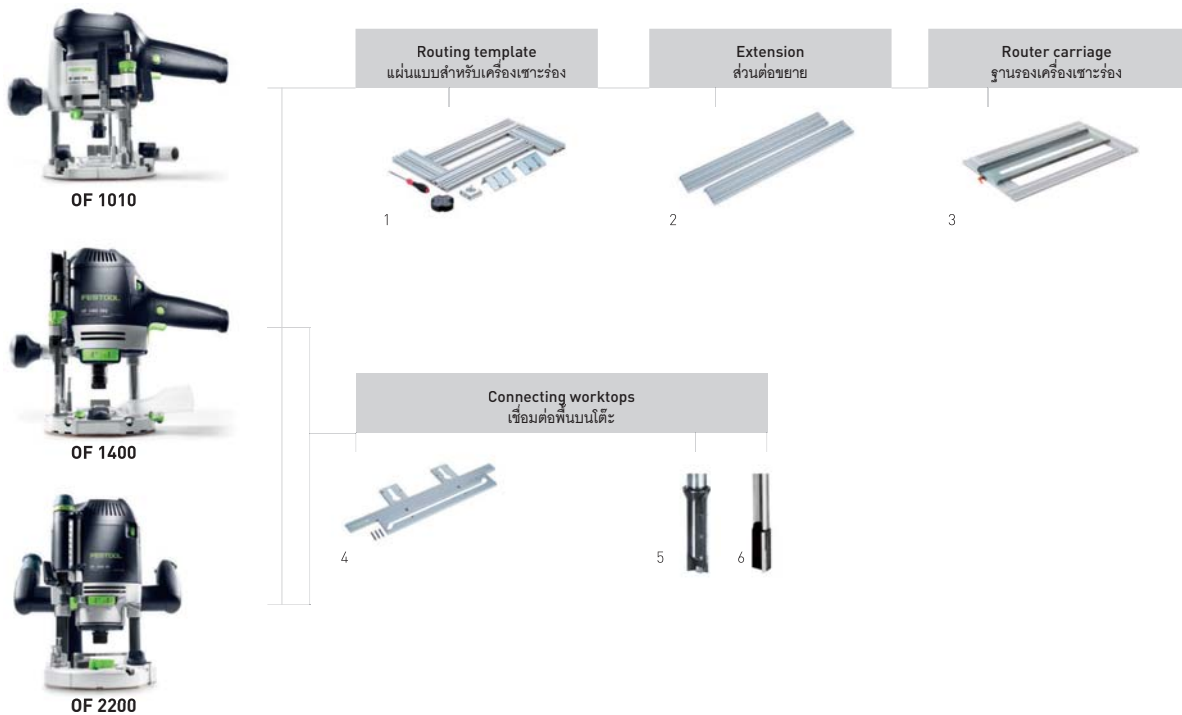 Routing template
แผ่นแบบสำหรับเครื่องเซาะร่อง
Extension
ส่วนต่อขยาย
Router carriage
ฐานรองเครื่องเซาะร่อง
FESTOOL
OF 1010
1
2
3
FESTOOL
OF 1400
Connecting worktops
เชื่อมต่อพื้นบนโต๊ะ
4
5
6
FESTOOL
OF 2200